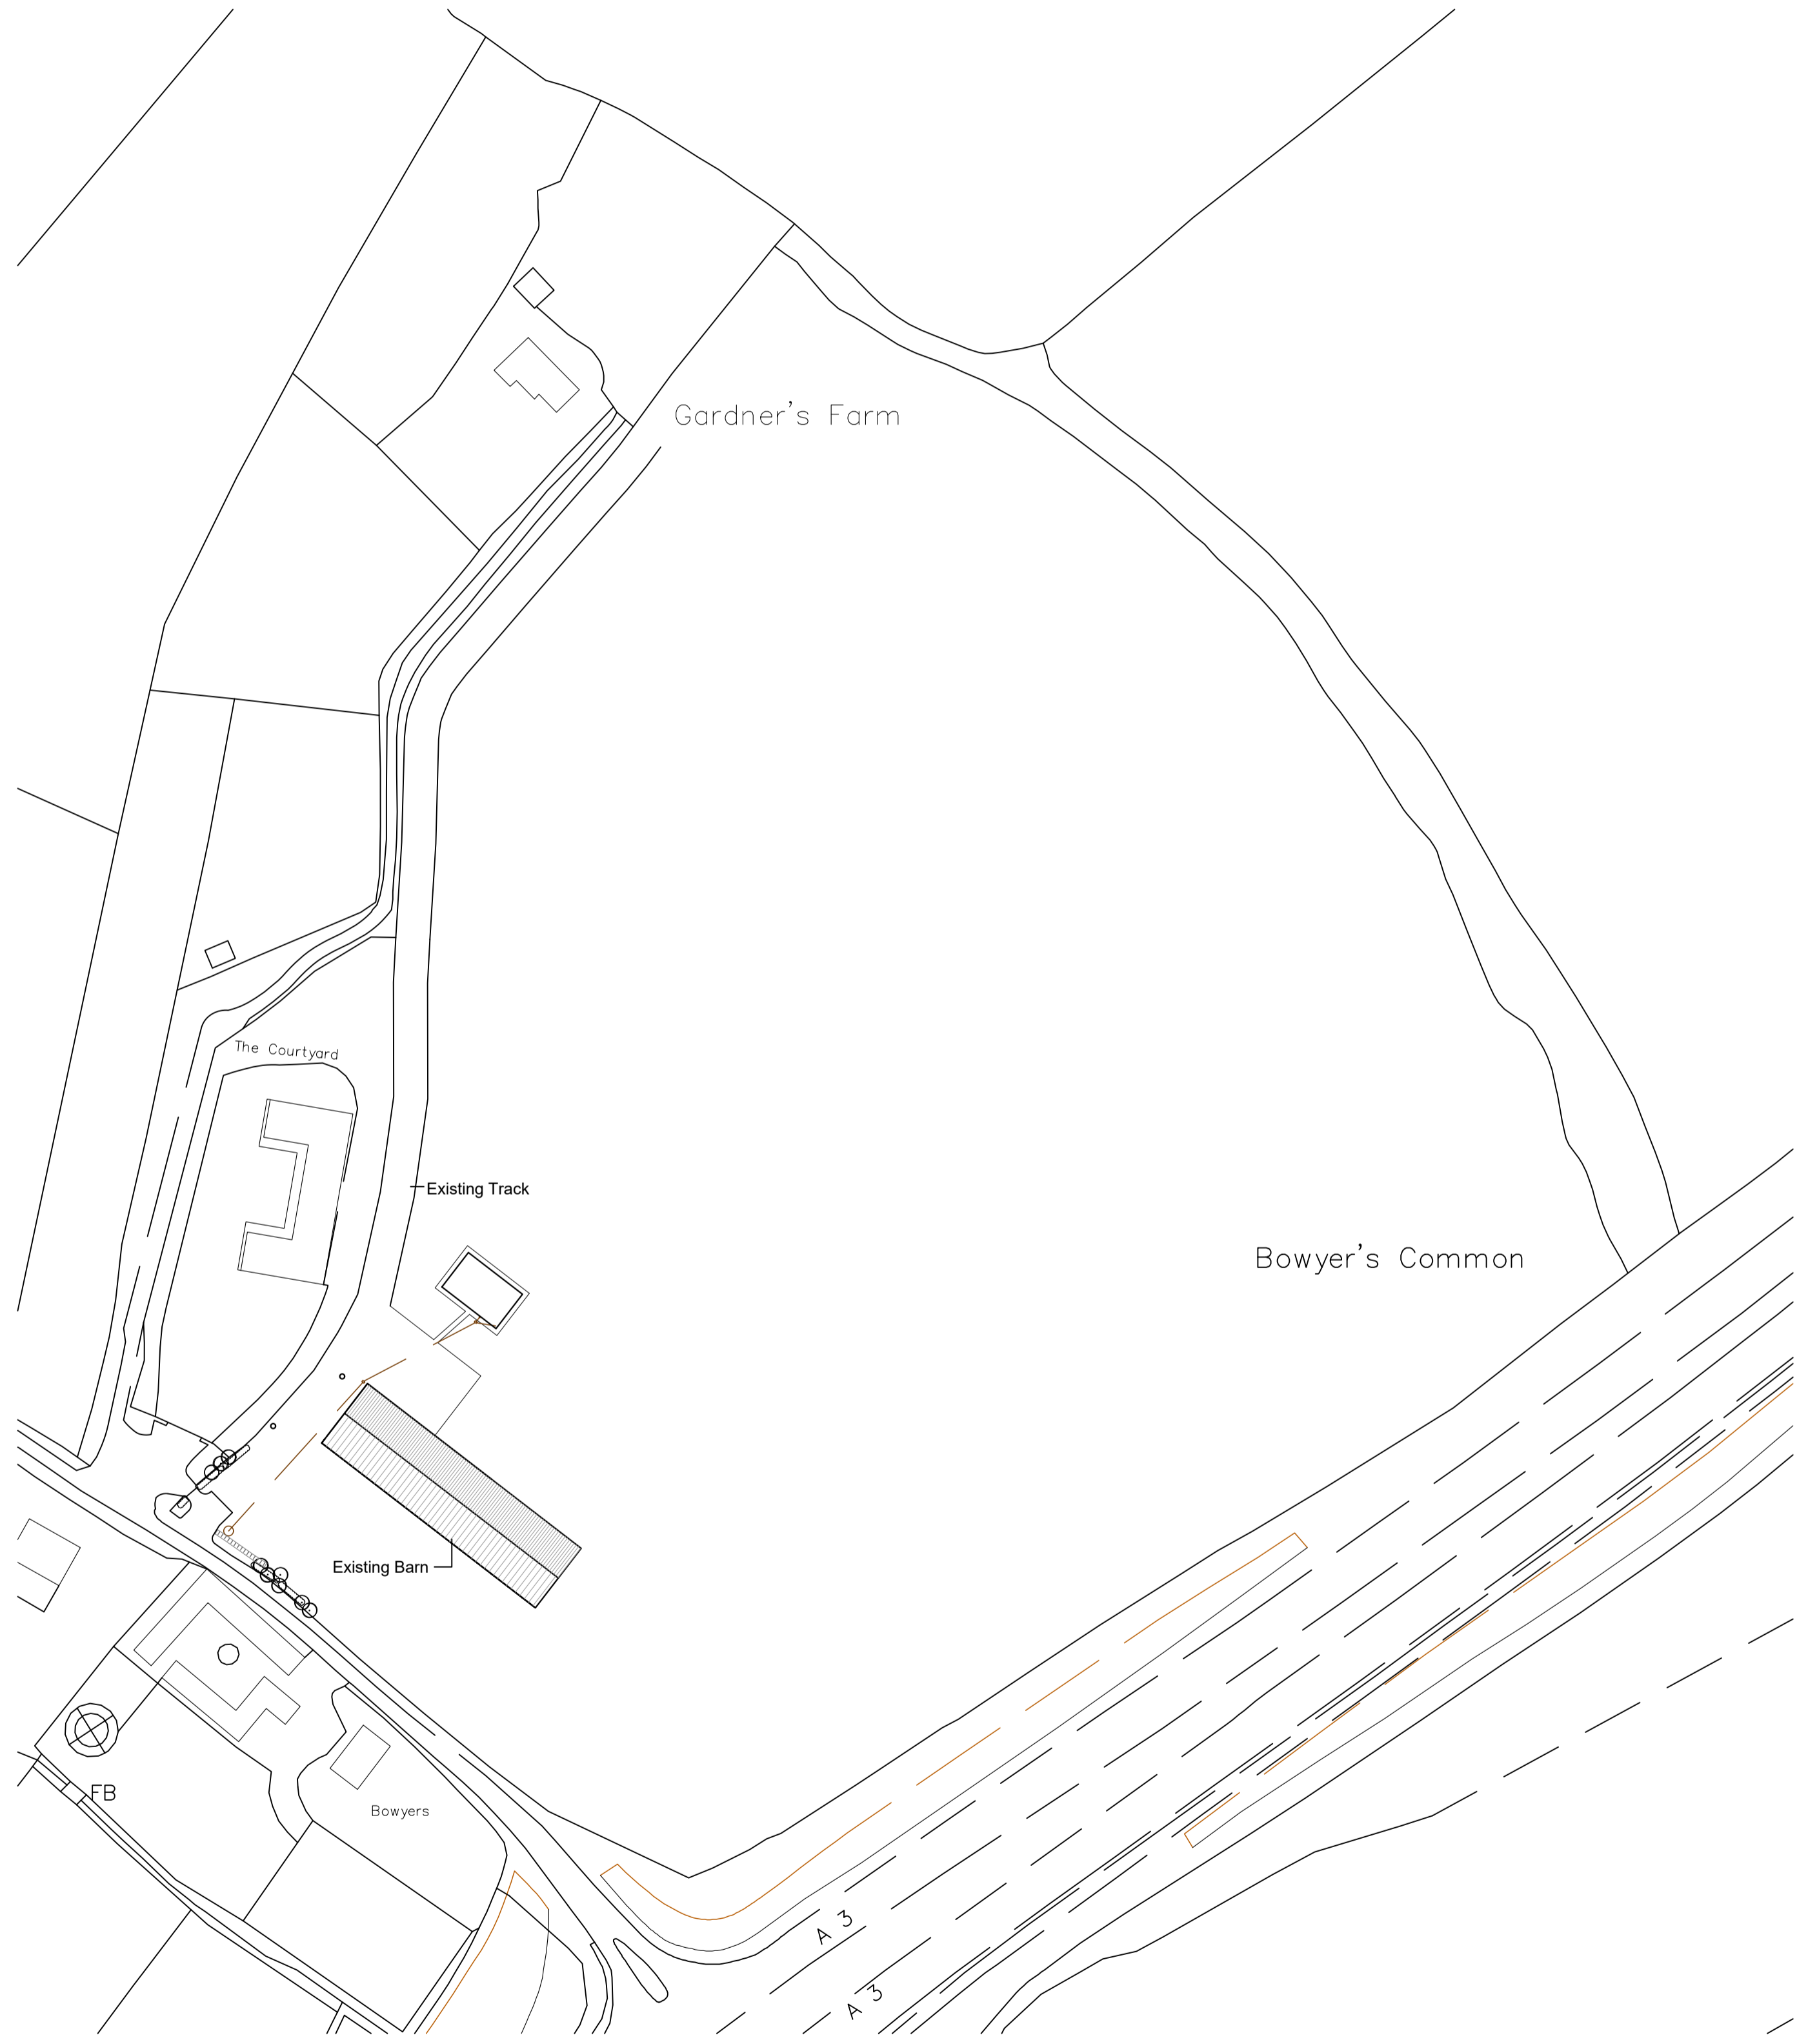 Gardner's Farm
The Courtyard
Existing Track
Bowyer's Common
Existing Barn
FB
Bowyers
A 3
A 3